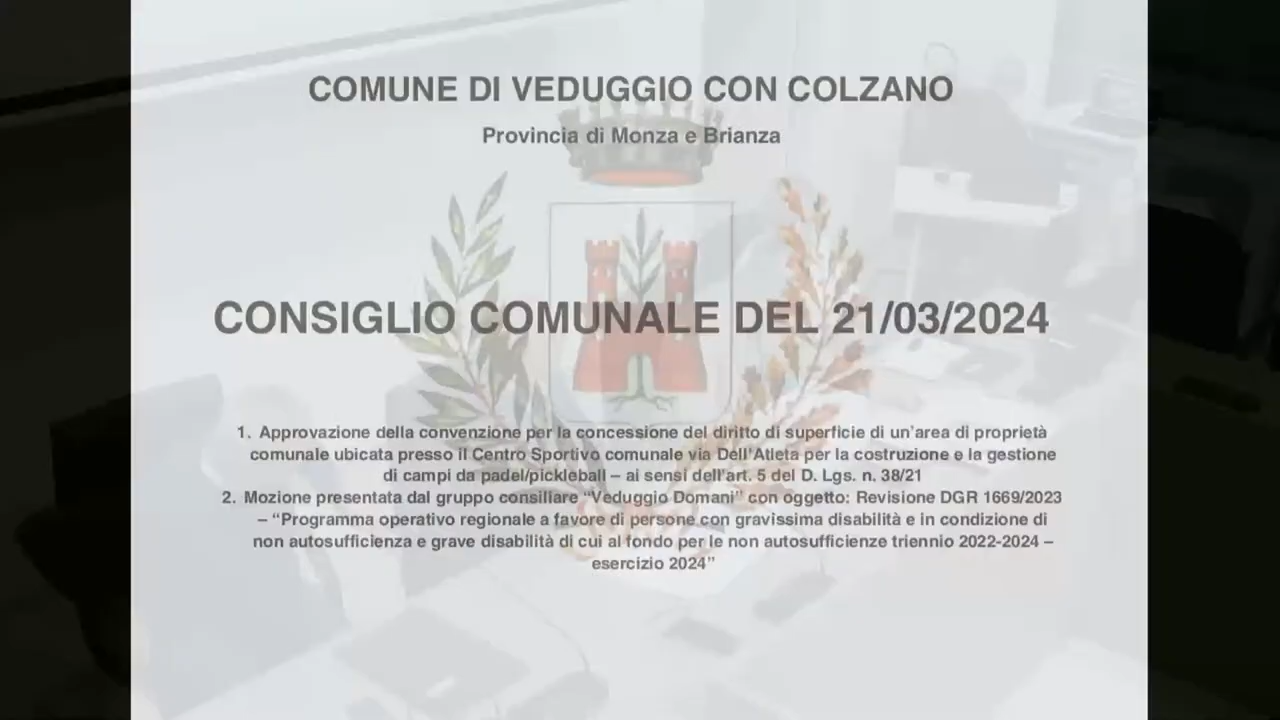 COMUNE DI VEDUGGIO CON COLZANO
Provincia di Monza e Brianza
CONSIGLIO COMUNALE DEL 21/03/2024
1. Approvazione della convenzione per la concessione del diritto di superficie di un'area di proprietà
comunale ubicata presso il Centro Sportivo comunale via Dell'Atleta per la costruzione e la gestione
di campi da padel/pickleball – ai sensi dell'art. 5 del D. Lgs. n. 38/21
2. Mozione presentata dal gruppo consiliare “Veduggio Domani” con oggetto: Revisione DGR 1669/2023
– “Programma operativo regionale a favore di persone con gravissima disabilità e in condizione di
non autosufficienza e grave disabilità di cui al fondo per le non autosufficienze triennio 2022-2024 –
esercizio 2024”